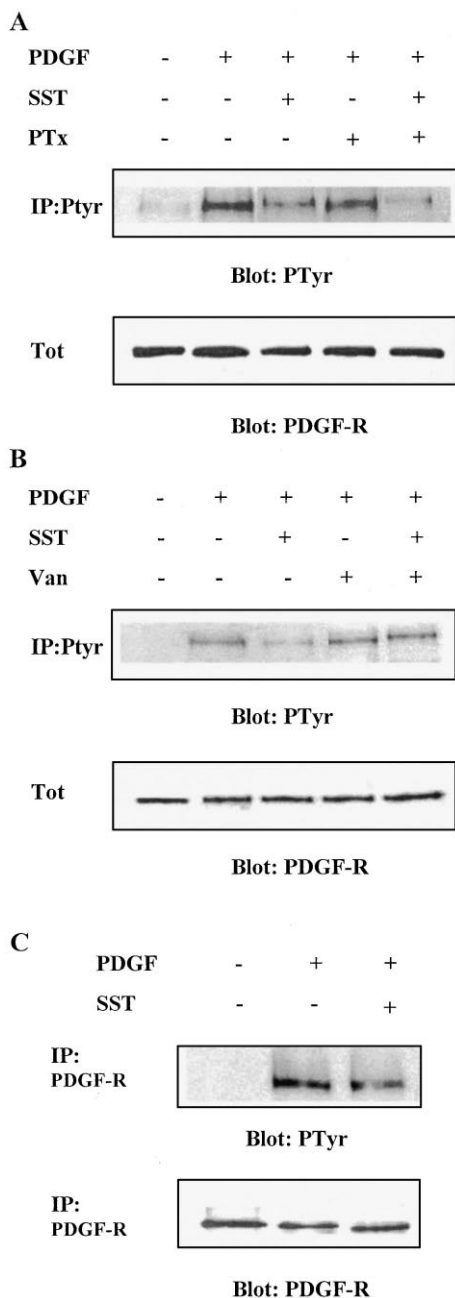 A
PDGF - + + + +
SST - - + - +
PTx - - - + +
IP:Ptyr
Blot: PTyr
Tot
Blot: PDGF-R
B
PDGF - + + + +
SST - - + - +
Van - - - + +
IP:Ptyr
Blot: PTyr
Tot
Blot: PDGF-R
C
PDGF - + +
SST - - +
IP:
PDGF-R
Blot: PTyr
IP:
PDGF-R
Blot: PDGF-R